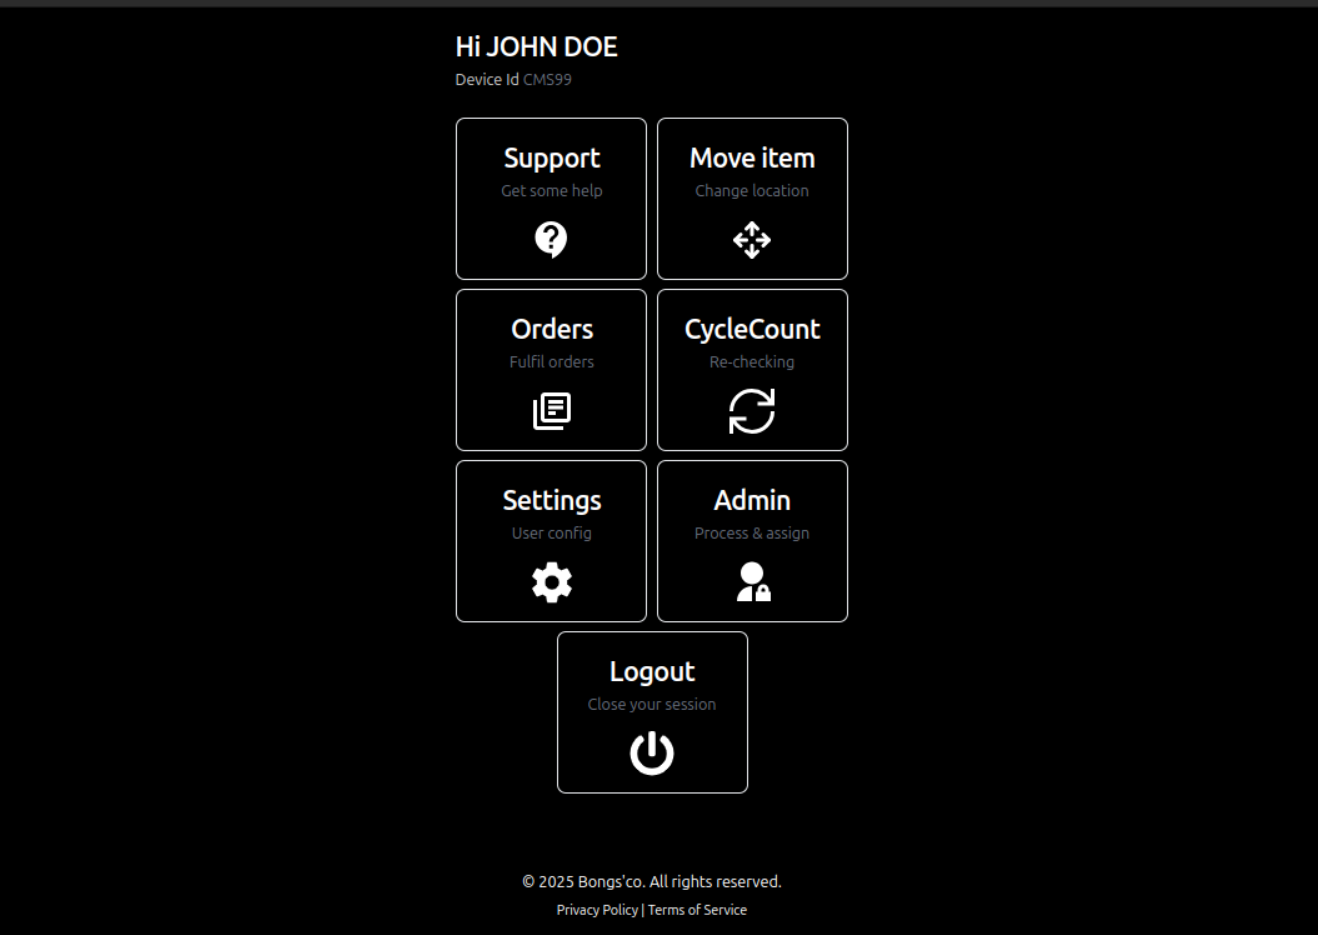 Hi JOHN DOE
Device Id CMS99
Support
Get some help
Move item
Change location
Orders
Fulfil orders
CycleCount
Re-checking
Settings
User config
Admin
Process & assign
Logout
Close your session
© 2025 Bongs'co. All rights reserved.
Privacy Policy | Terms of Service